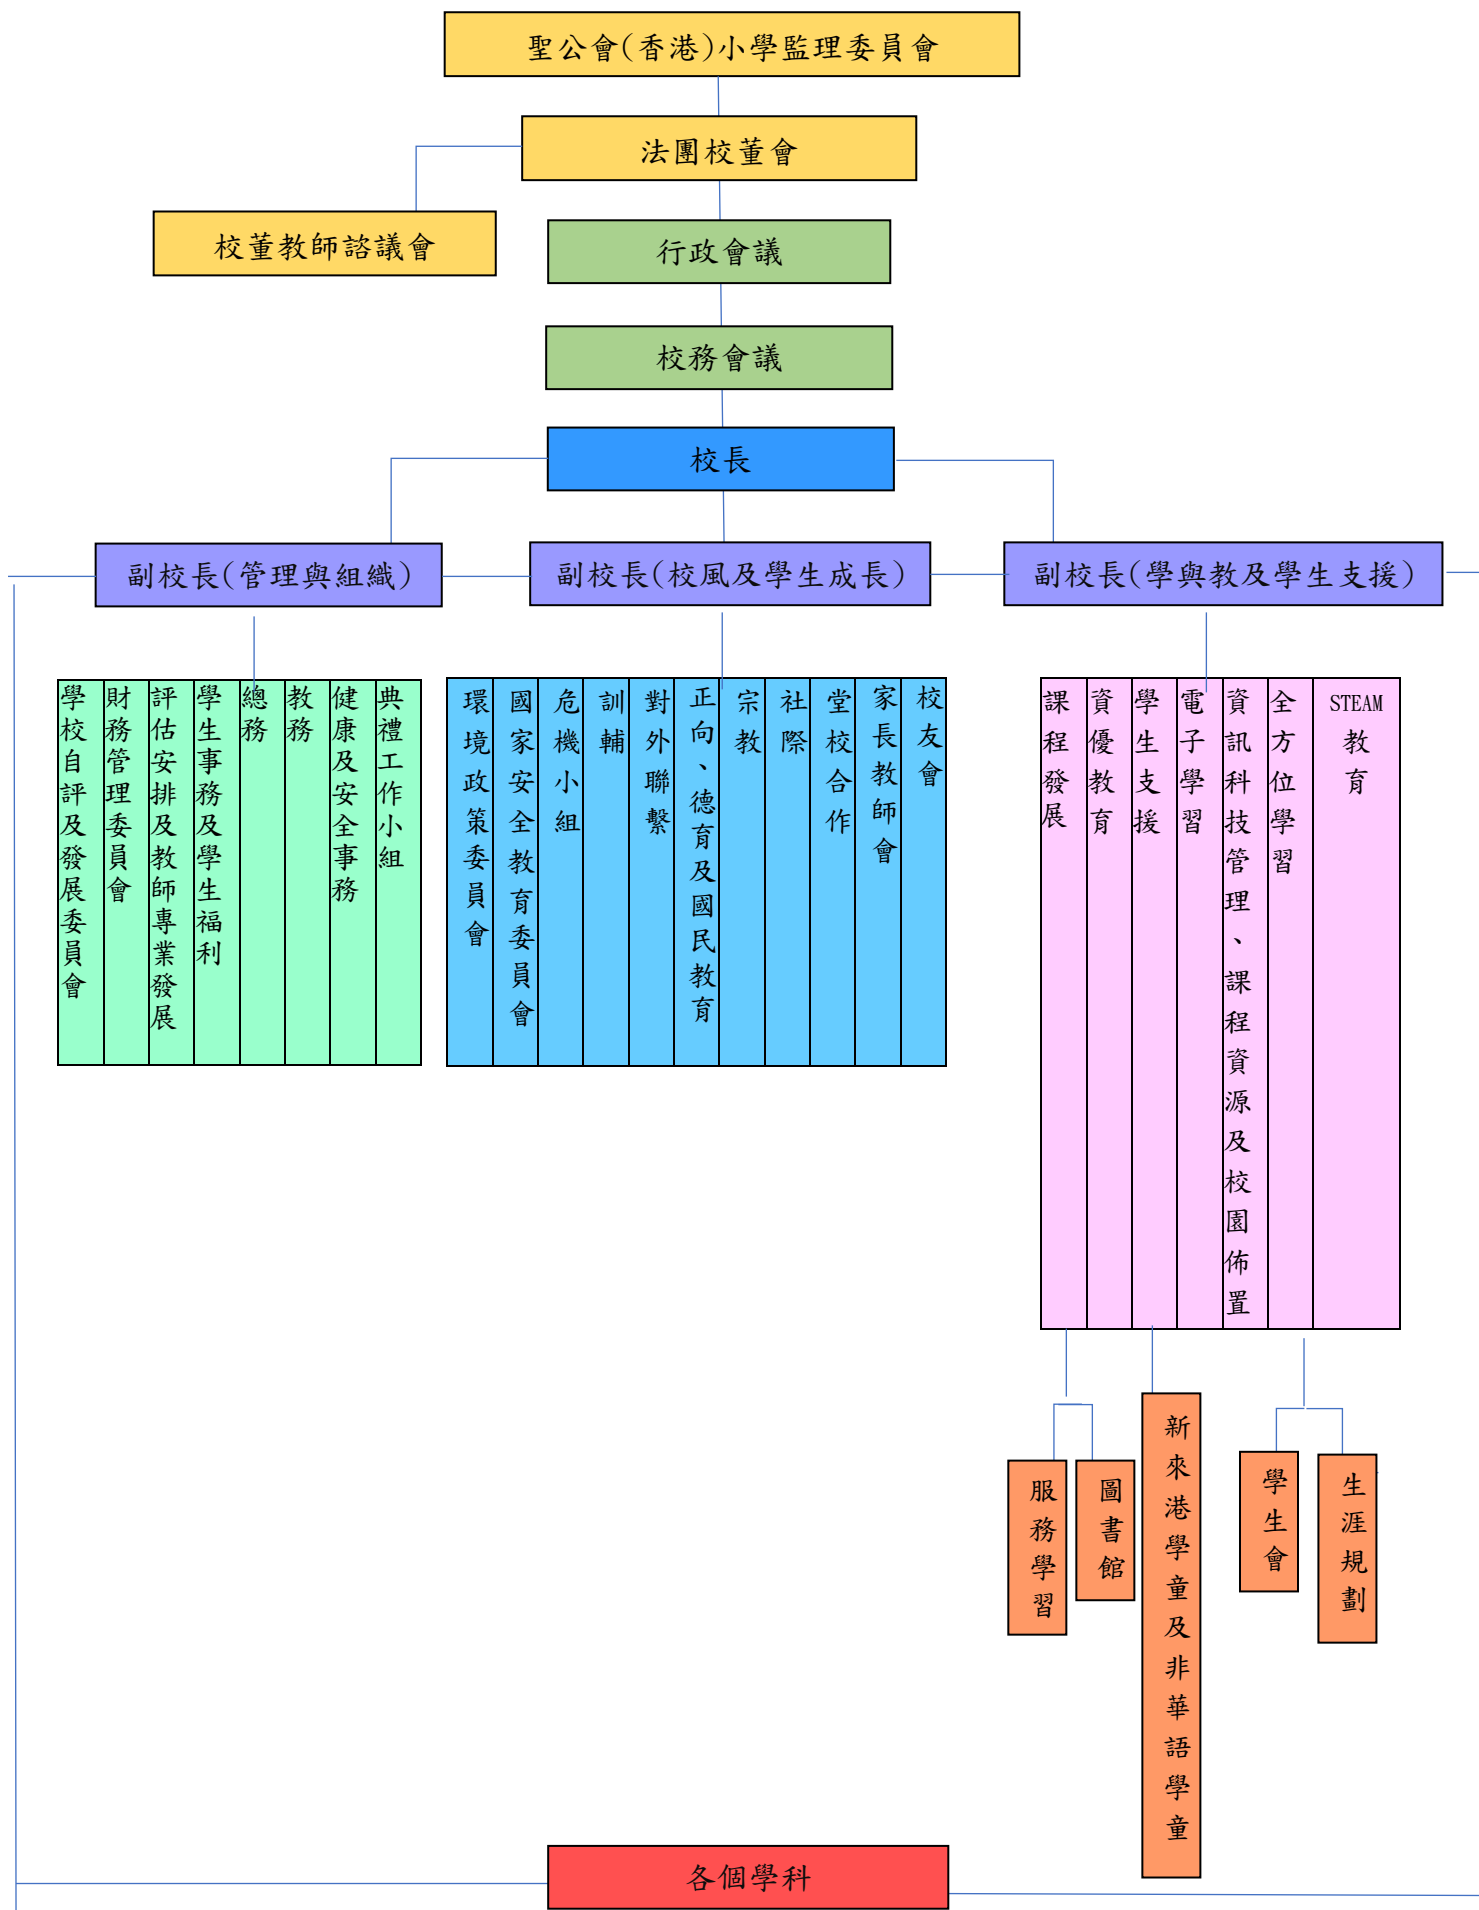 聖公會(香港)小學監理委員會
法團校董會
校董教師諮議會
行政會議
校務會議
校長
副校長(管理與組織)
副校長(校風及學生成長)
副校長(學與教及學生支援)
學校自評及發展委員會
財務管理委員會
評估安排及教師專業發展
學生事務及學生福利
總務
教務
健康及安全事務
典禮工作小組
環境政策委員會
國家安全教育委員會
危機小組
訓輔
對外聯繫
正向、德育及國民教育
宗教
社際
堂校合作
家長教師會
校友會
課程發展
資優教育
學生支援
電子學習
資訊科技管理、課程資源及校園佈置
全方位學習
STEAM教育
服務學習
圖書館
新來港學童及非華語學童
學生會
生涯規劃
各個學科